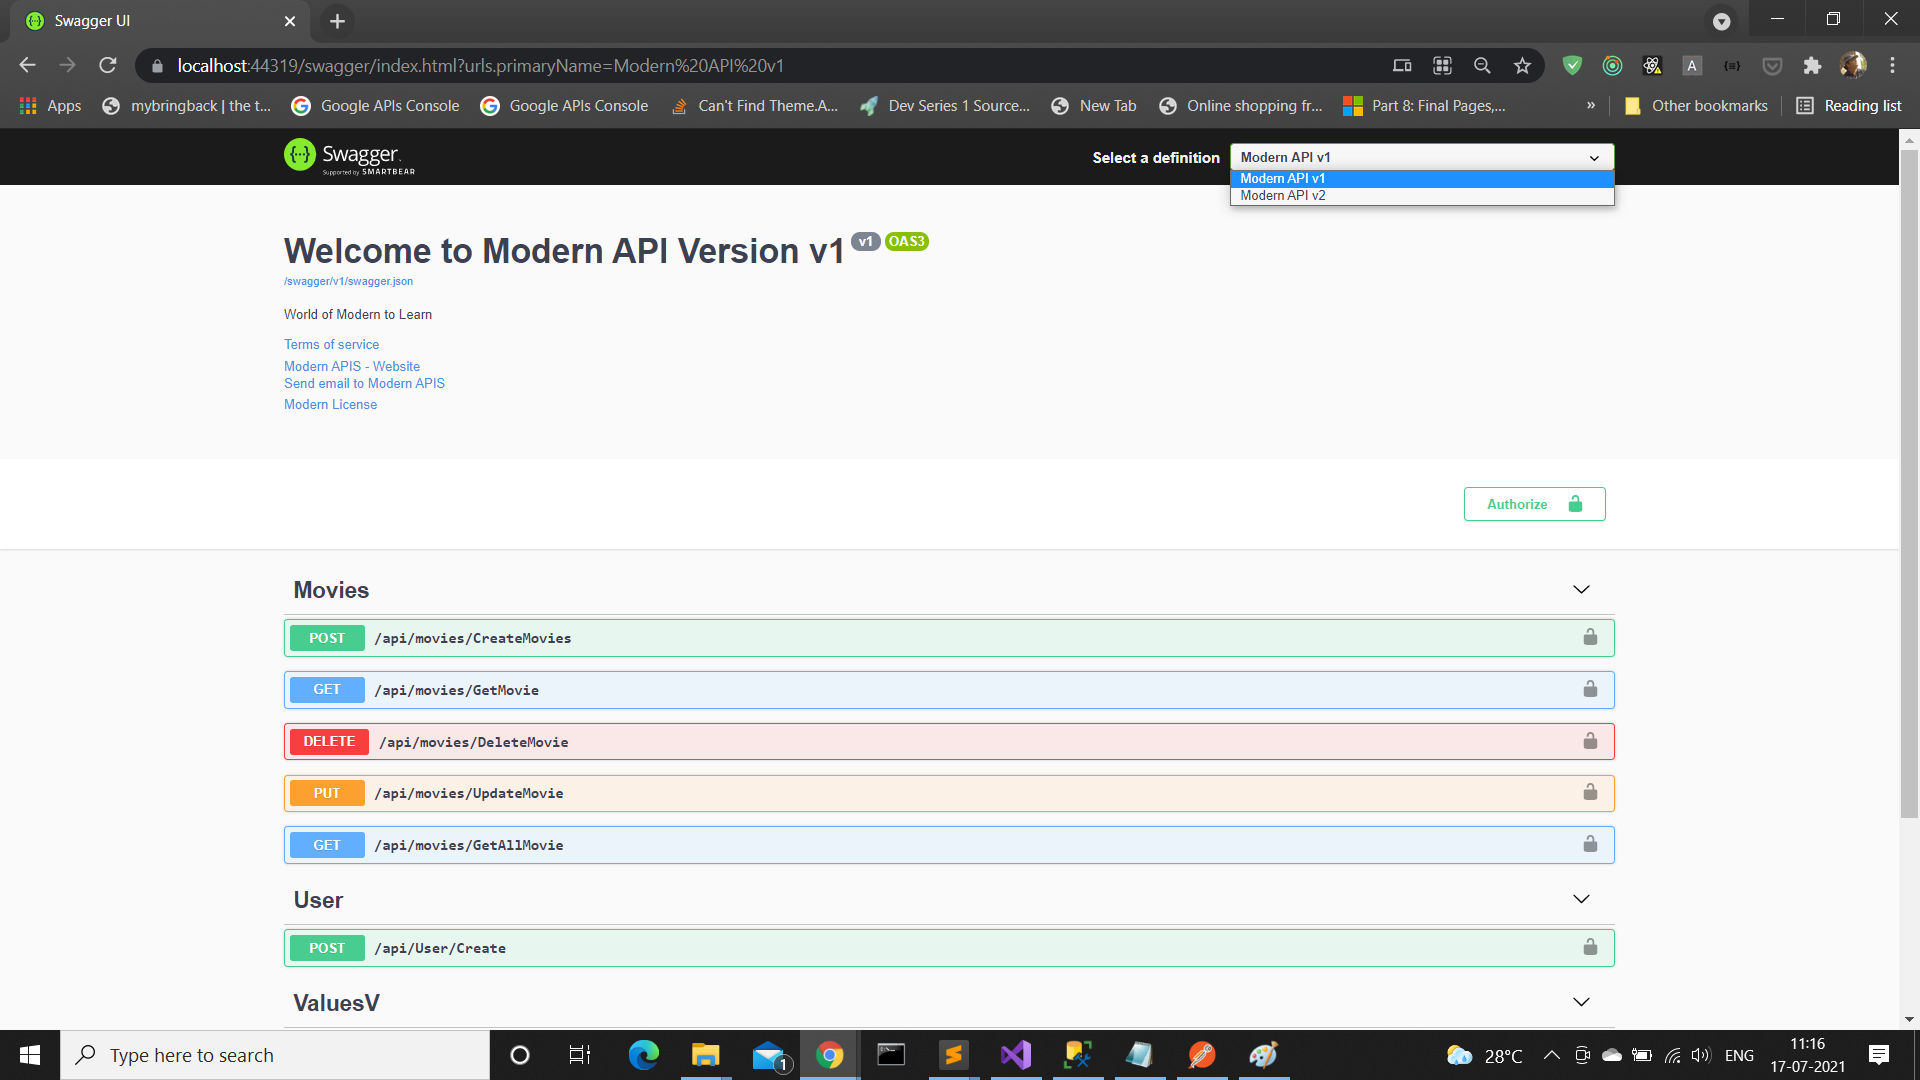 Swagger UI
localhost:44319/swagger/index.html?urls.primaryName=Modern%20API%20v1
Apps
mybringback | the t...
Google APIs Console
Google APIs Console
Can't Find Theme.A...
Dev Series 1 Source...
New Tab
Online shopping fr...
Part 8: Final Pages,...
»
Other bookmarks
Reading list
Swagger.
Supported by SMARTBEAR
Select a definition
Modern API v1
Modern API v1
Modern API v2
Welcome to Modern API Version v1 v1 OAS3
/swagger/v1/swagger.json
World of Modern to Learn
Terms of service
Modern APIS - Website
Send email to Modern APIS
Modern License
Authorize
Movies
POST /api/movies/CreateMovies
GET /api/movies/GetMovie
DELETE /api/movies/DeleteMovie
PUT /api/movies/UpdateMovie
GET /api/movies/GetAllMovie
User
POST /api/User/Create
ValuesV
Type here to search
1
28°C
ENG
11:16
17-07-2021